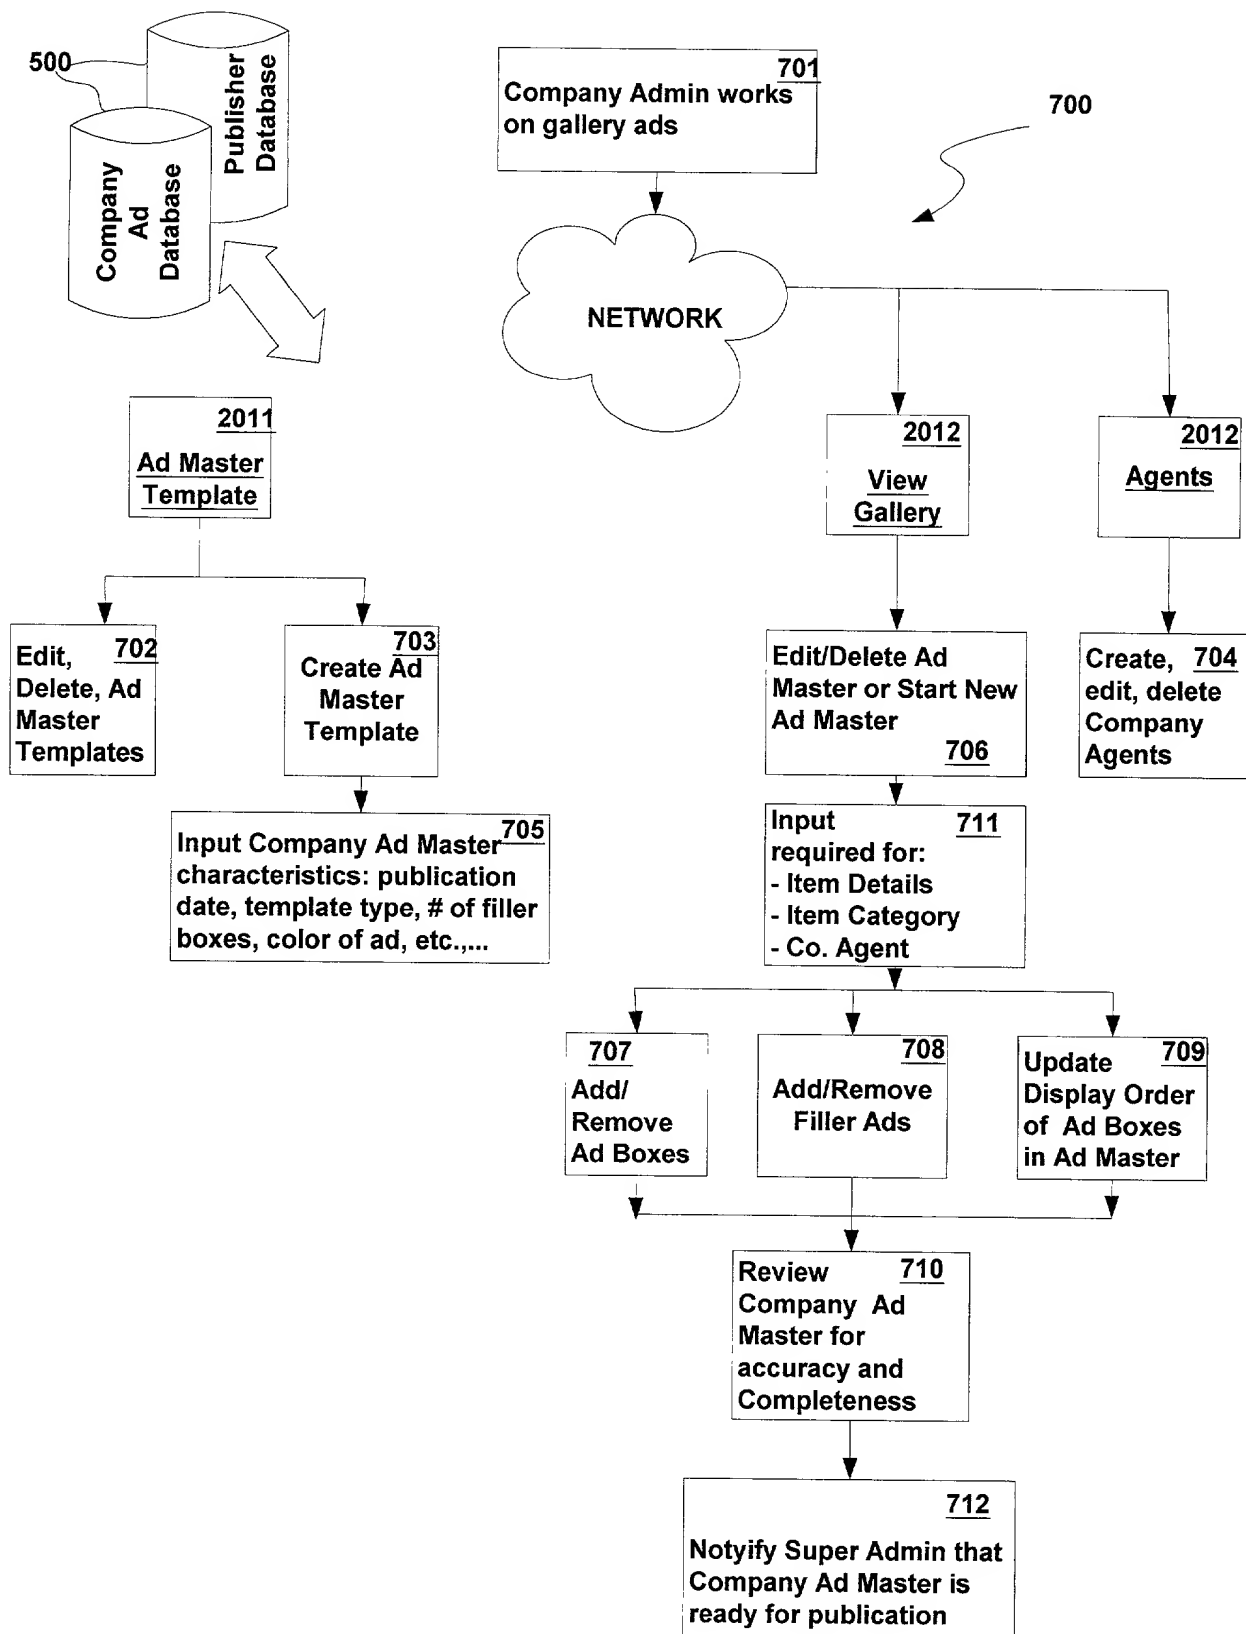 500
Publisher
Database
Company
Ad
Database
701
Company Admin works
on gallery ads
700
NETWORK
2011
Ad Master
Template
2012
View
Gallery
2012
Agents
702
Edit,
Delete, Ad
Master
Templates
703
Create Ad
Master
Template
Edit/Delete Ad
Master or Start New
Ad Master
706
Create, 704
edit, delete
Company
Agents
705
Input Company Ad Master
characteristics: publication
date, template type, # of filler
boxes, color of ad, etc.,...
Input 711
required for:
- Item Details
- Item Category
- Co. Agent
707
Add/
Remove
Ad Boxes
708
Add/Remove
Filler Ads
709
Update
Display Order
of Ad Boxes
in Ad Master
Review 710
Company Ad
Master for
accuracy and
Completeness
712
Notyify Super Admin that
Company Ad Master is
ready for publication